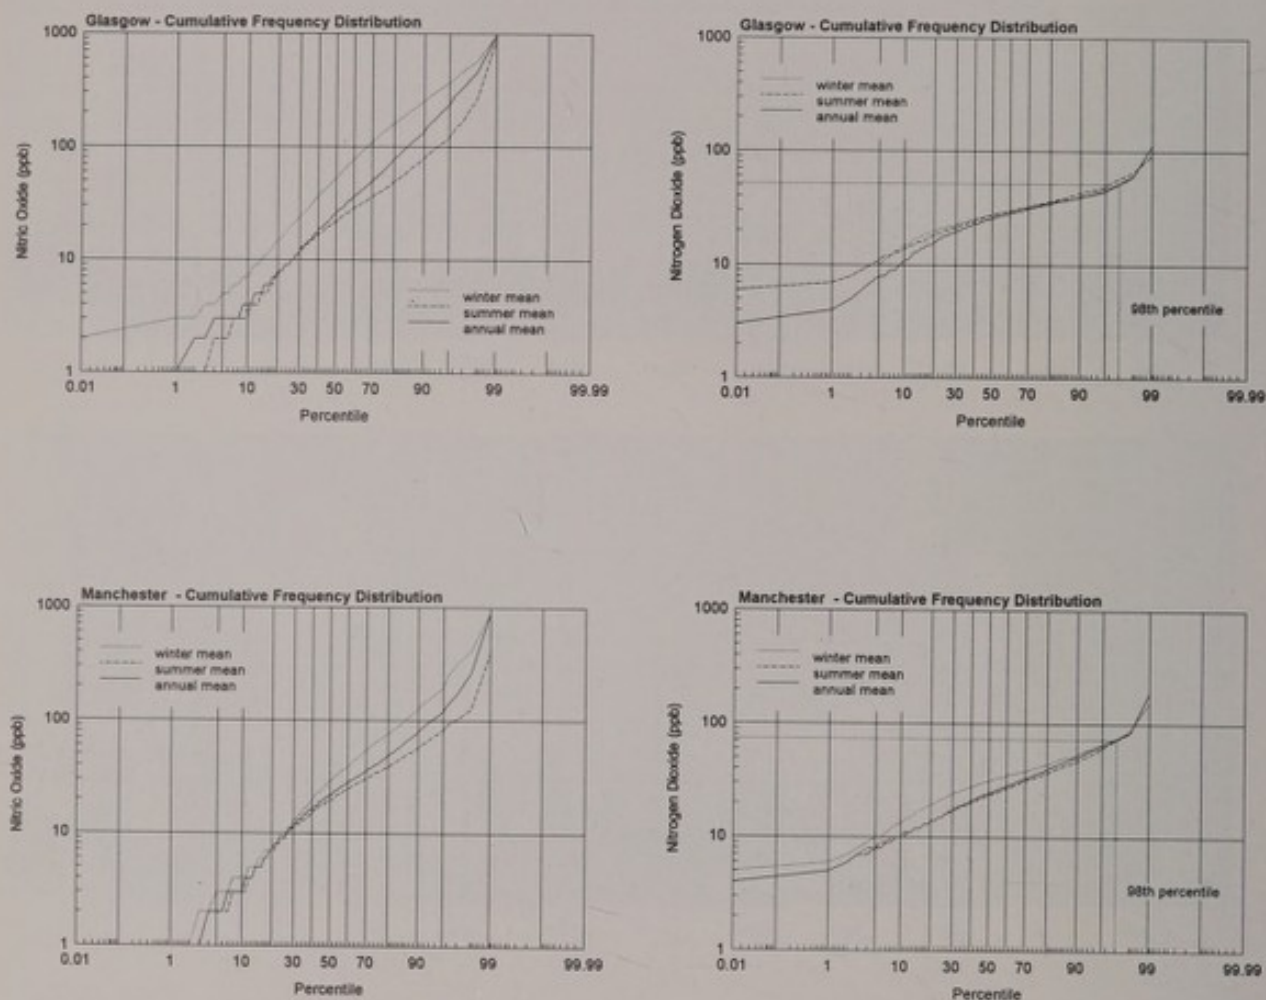 Glasgow - Cumulative Frequency Distribution
1000
100
10
1
Nitric Oxide (ppb)
winter mean
summer mean
annual mean
0.01 1 10 30 50 70 90 99 99.99
Percentile
Glasgow - Cumulative Frequency Distribution
1000
100
10
1
Nitrogen Dioxide (ppb)
winter mean
summer mean
annual mean
98th percentile
0.01 1 10 30 50 70 90 99 99.99
Percentile
Manchester - Cumulative Frequency Distribution
1000
100
10
1
Nitric Oxide (ppb)
winter mean
summer mean
annual mean
0.01 1 10 30 50 70 90 99 99.99
Percentile
Manchester - Cumulative Frequency Distribution
1000
100
10
1
Nitrogen Dioxide (ppb)
winter mean
summer mean
annual mean
98th percentile
0.01 1 10 30 50 70 90 99 99.99
Percentile